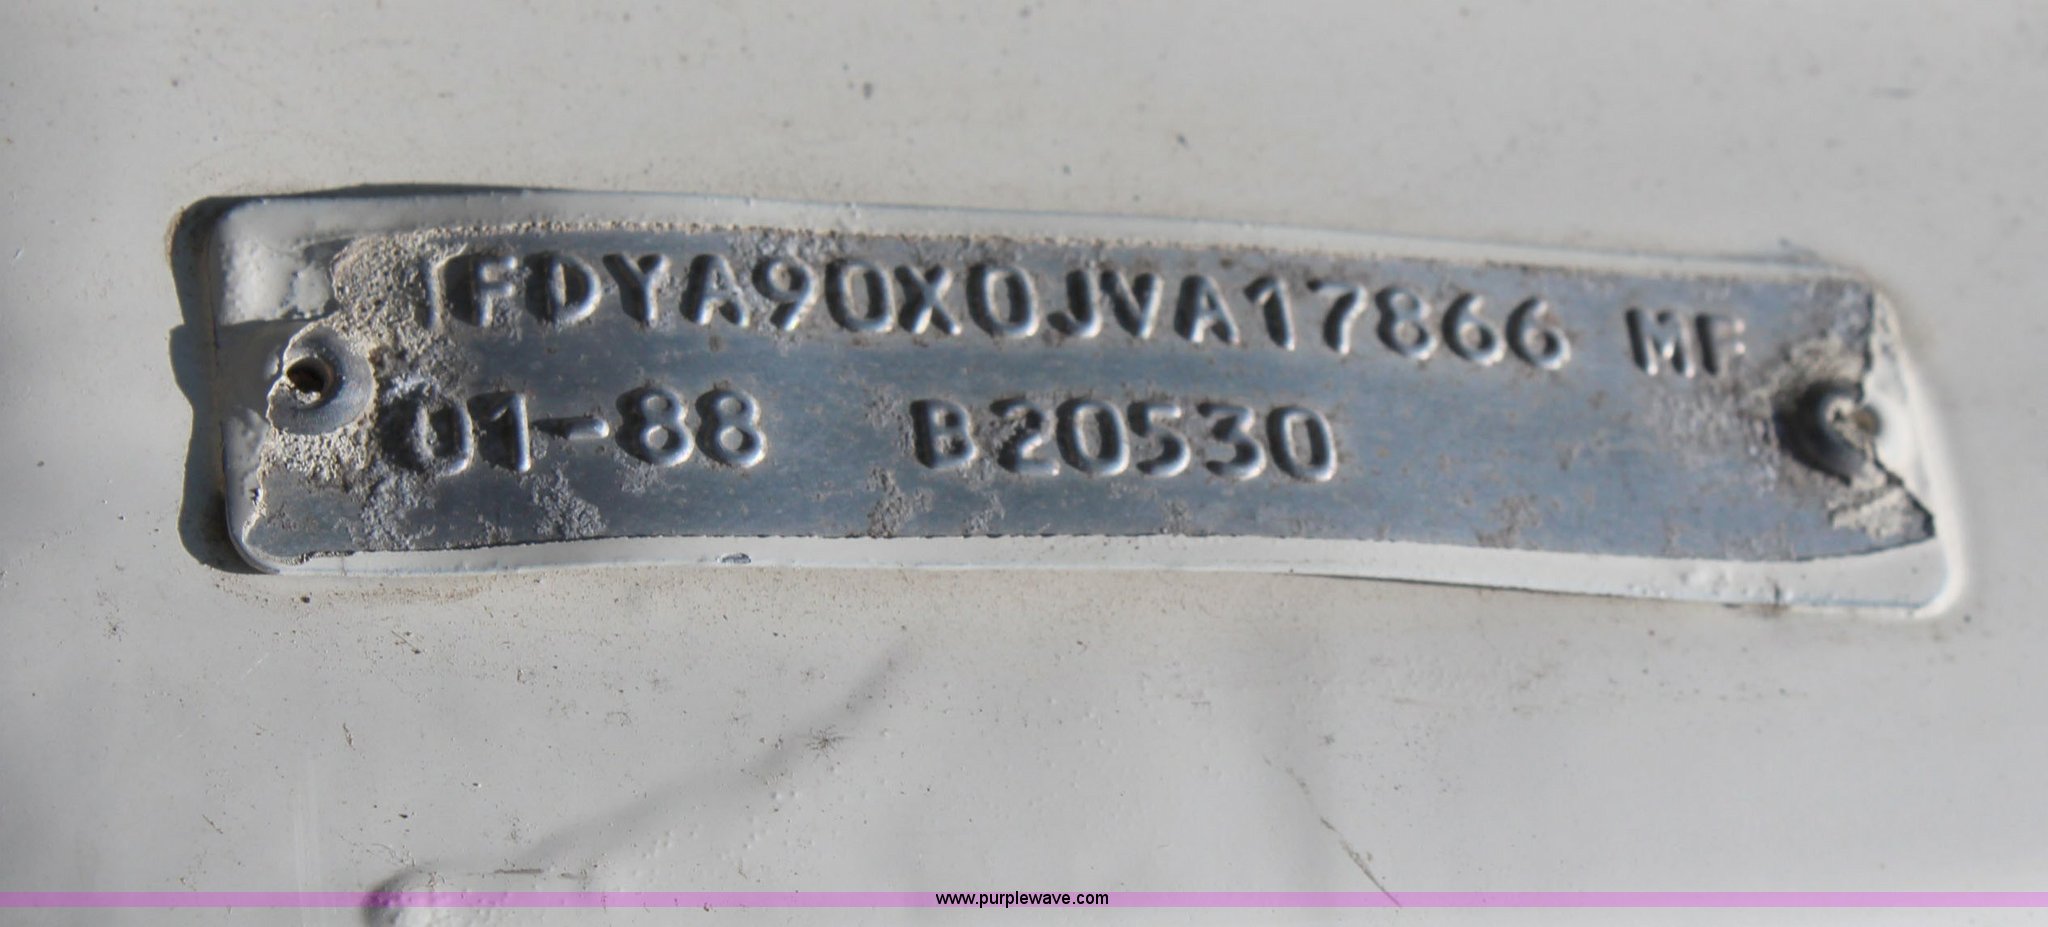 1FDYA90X0JVA17866 MF
01-88 B20530
www.purplewave.com